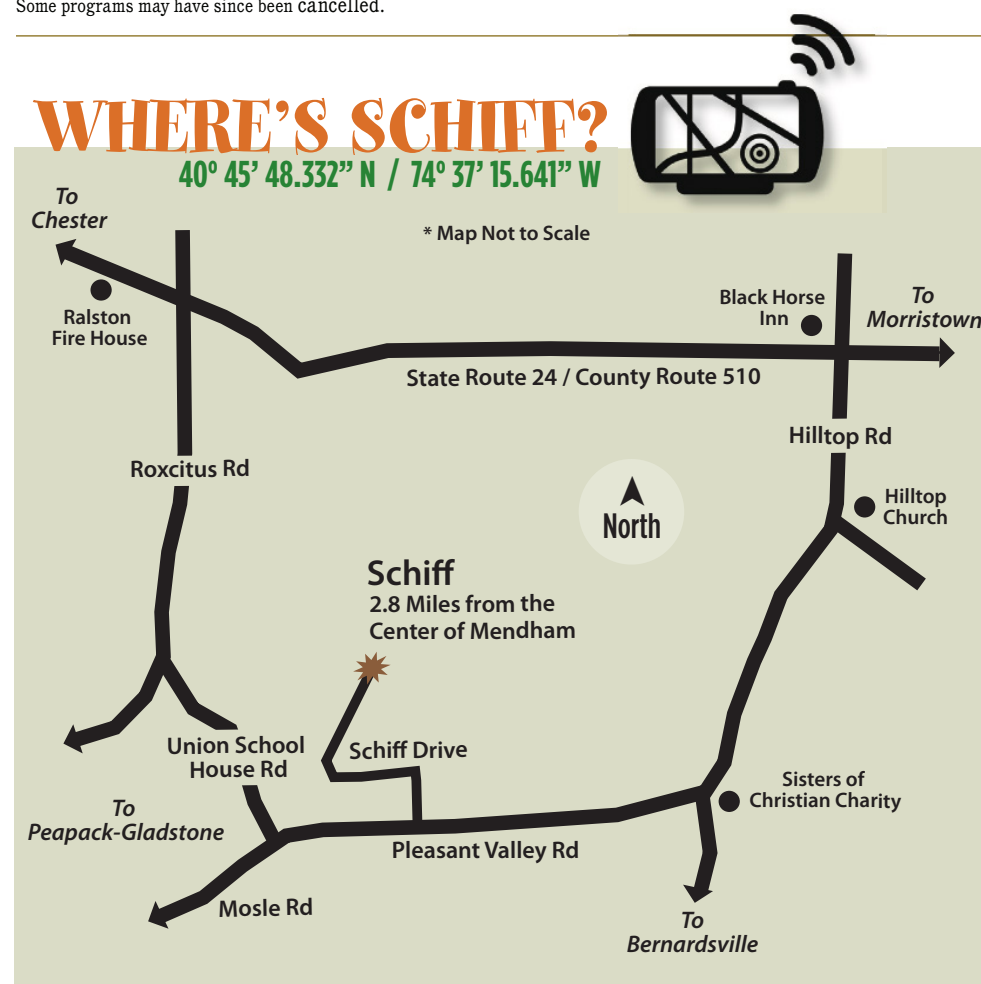 Some programs may have since been cancelled.
WHERE’S SCHIFF?
40º 45’ 48.332” N / 74º 37’ 15.641” W
To
Chester
* Map Not to Scale
Ralston
Fire House
Black Horse
Inn
To
Morristown
State Route 24 / County Route 510
Hilltop Rd
Roxcitus Rd
Hilltop
Church
North
Schiff
2.8 Miles from the
Center of Mendham
Union School
House Rd
Schiff Drive
Sisters of
Christian Charity
To
Peapack-Gladstone
Pleasant Valley Rd
Mosle Rd
To
Bernardsville